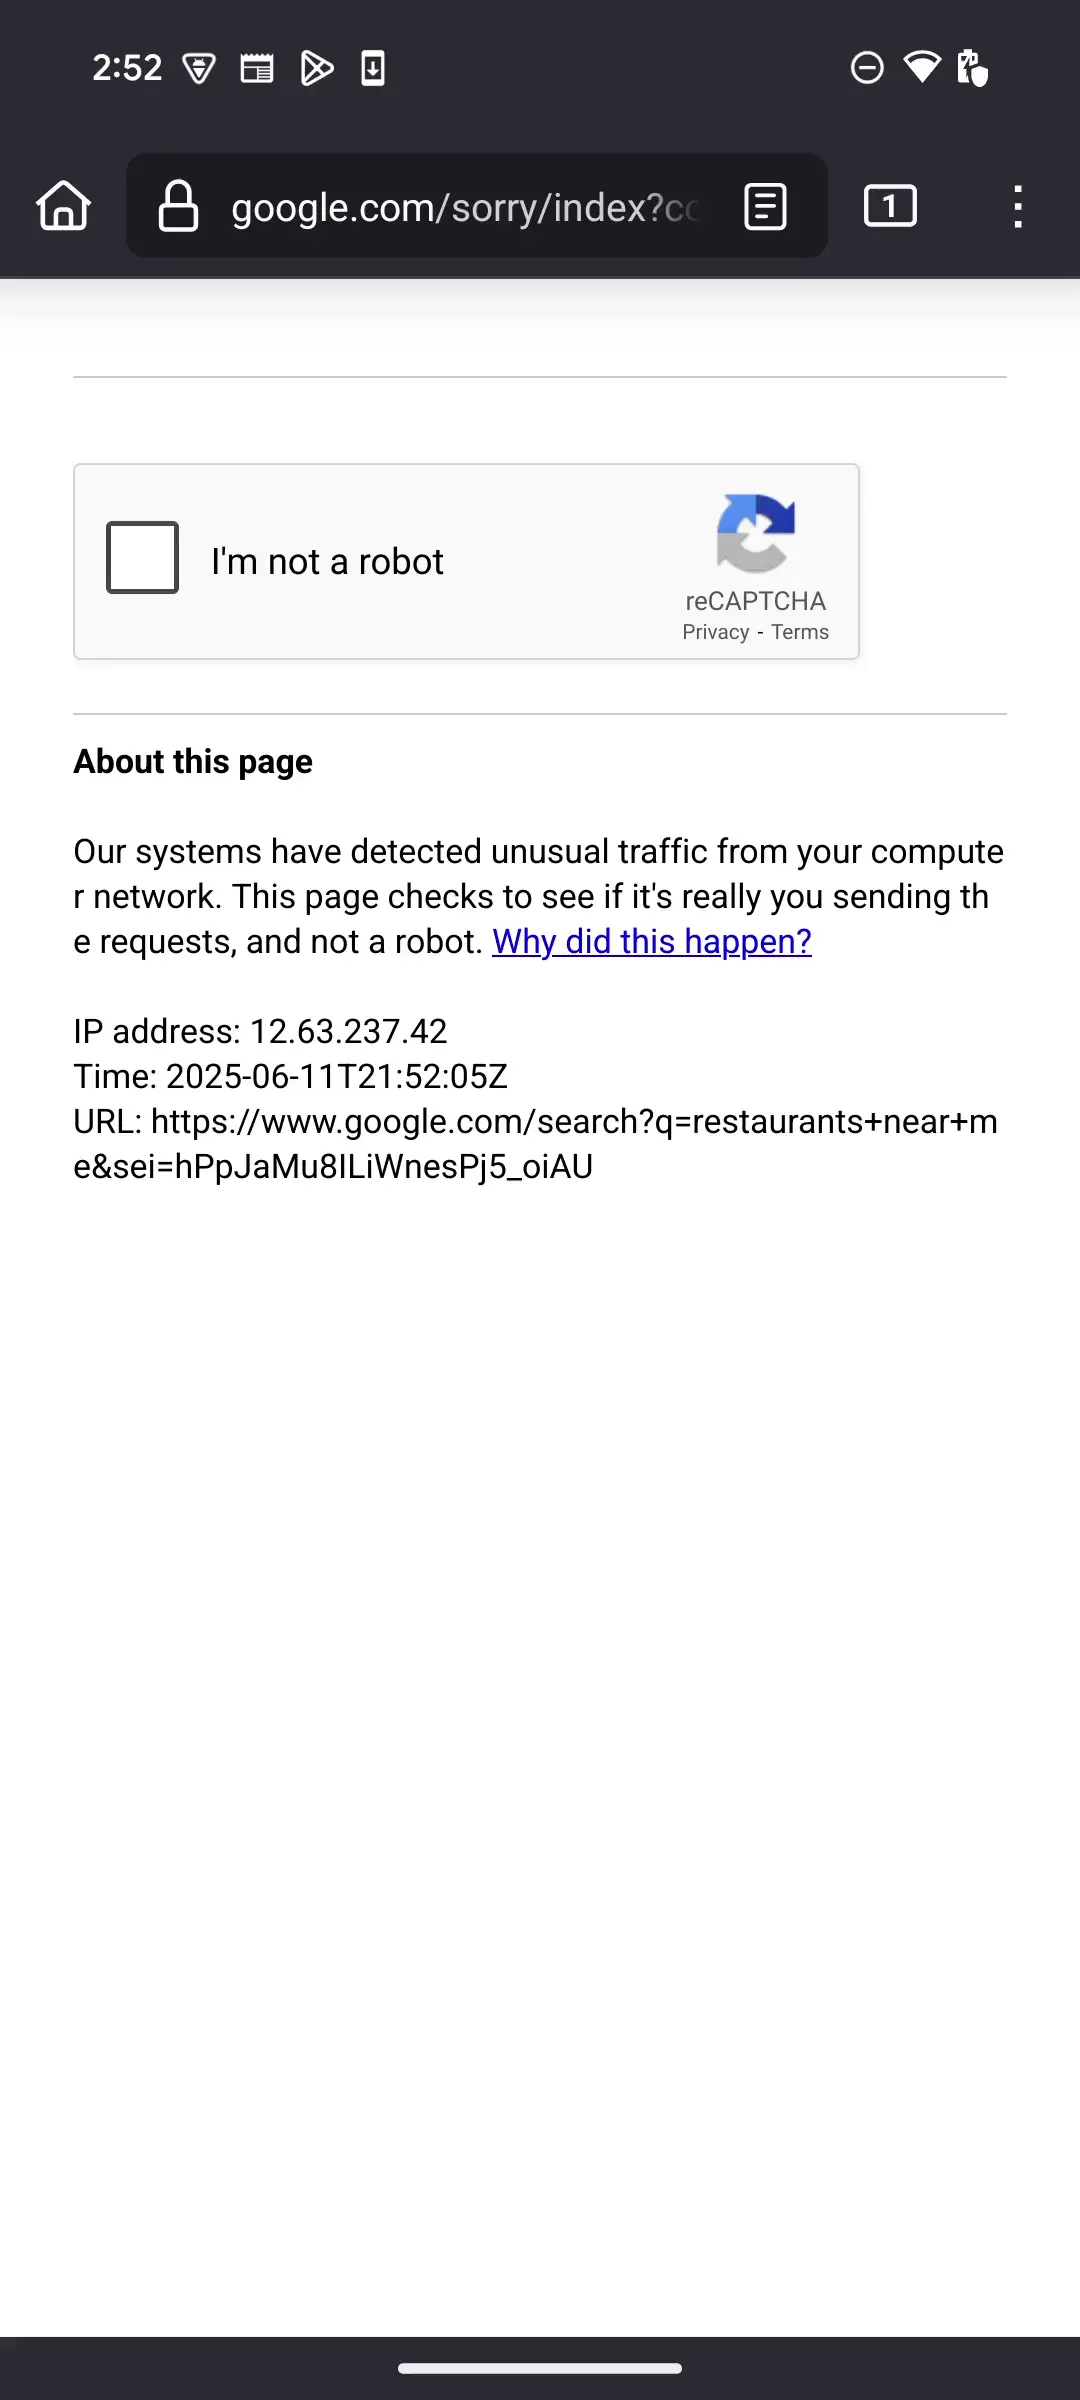 2:52
google.com/sorry/index?cc
1
I'm not a robot
reCAPTCHA
Privacy - Terms
About this page
Our systems have detected unusual traffic from your compute
r network. This page checks to see if it's really you sending th
e requests, and not a robot. Why did this happen?
IP address: 12.63.237.42
Time: 2025-06-11T21:52:05Z
URL: https://www.google.com/search?q=restaurants+near+m
e&sei=hPpJaMu8ILiWnesPj5_oiAU